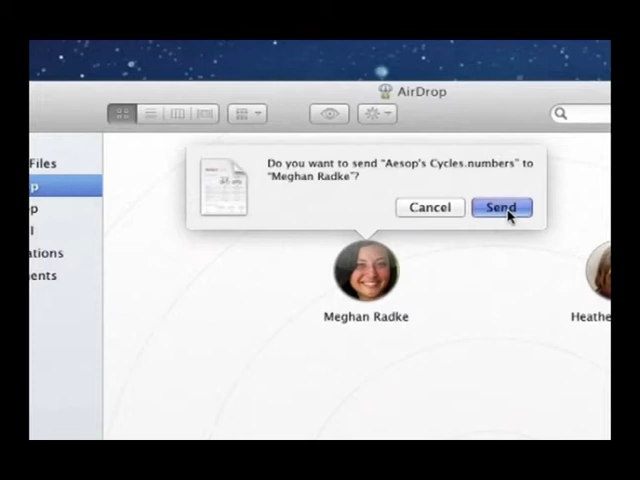 AirDrop
Files
p
Do you want to send "Aesop's Cycles.numbers" to
"Meghan Radke"?
p
l
Cancel
Send
ations
ments
Meghan Radke
Heathe